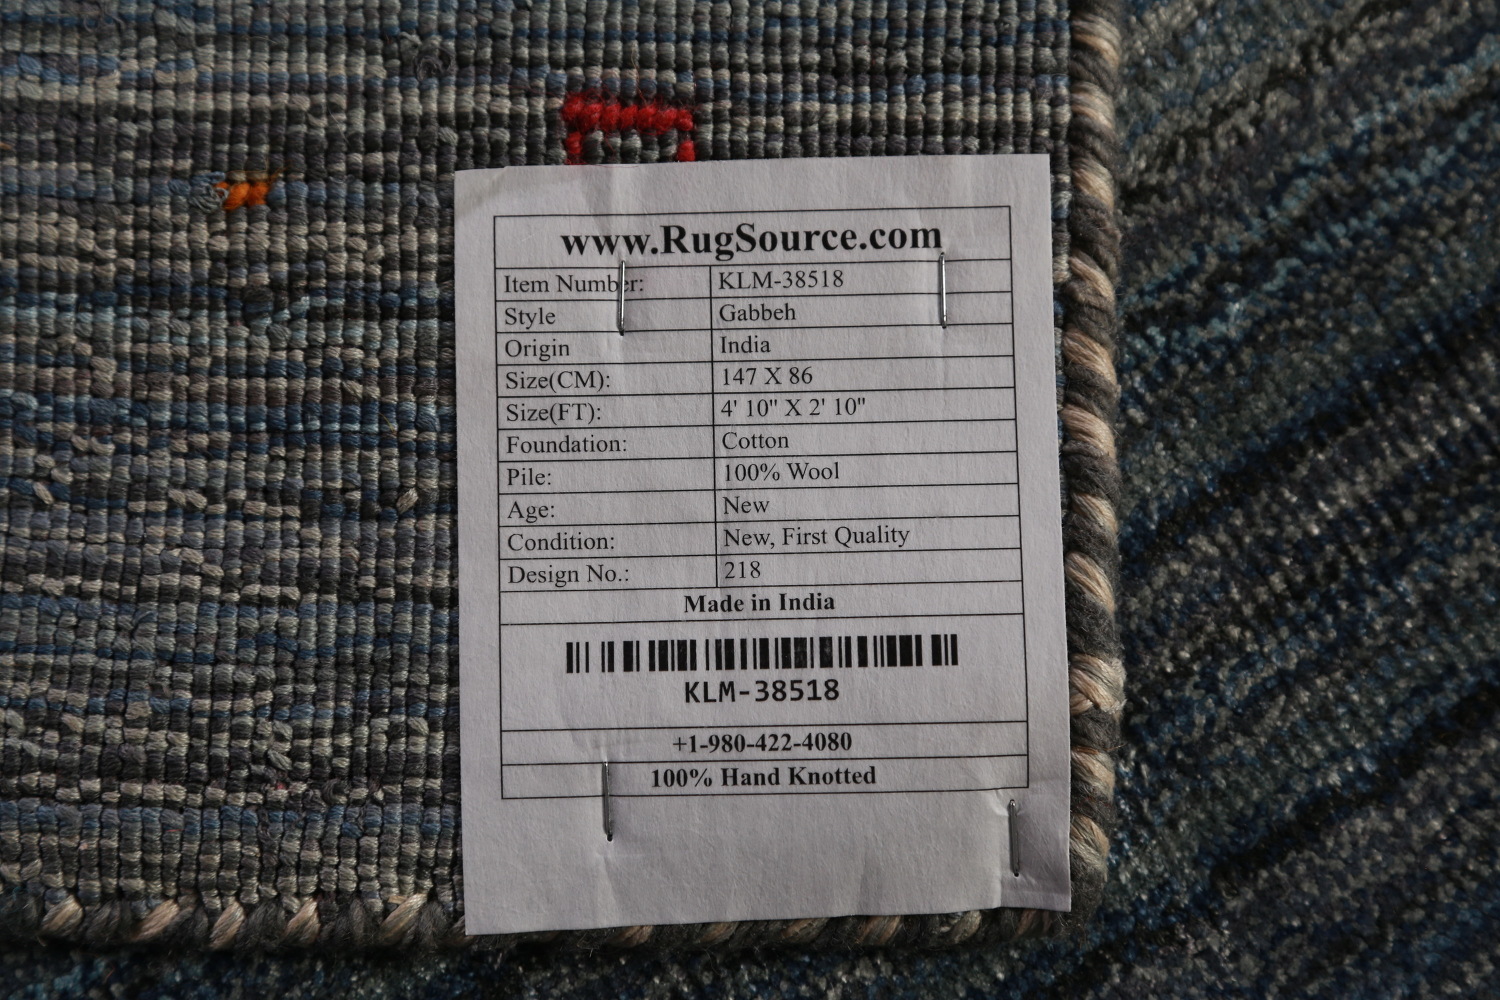 www.RugSource.com
Item Number: KLM-38518
Style Gabbeh
Origin India
Size(CM): 147 X 86
Size(FT): 4' 10" X 2' 10"
Foundation: Cotton
Pile: 100% Wool
Age: New
Condition: New, First Quality
Design No.: 218
Made in India
KLM-38518
+1-980-422-4080
100% Hand Knotted